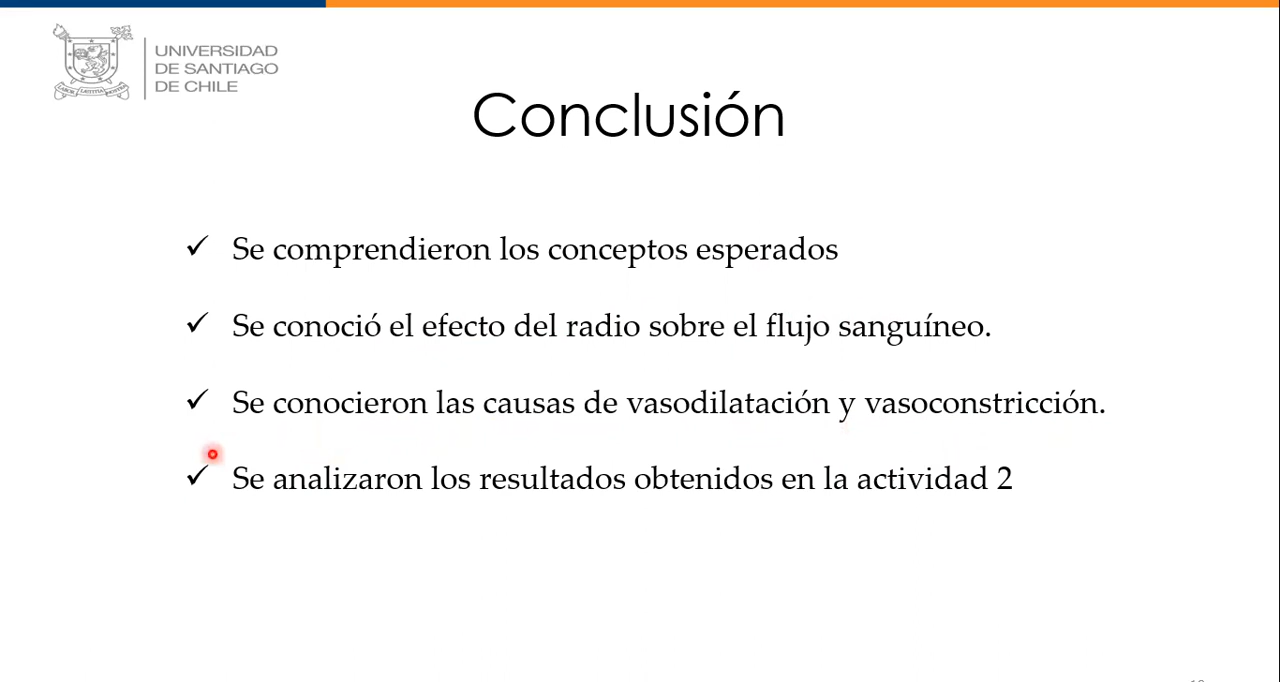 UNIVERSIDAD
DE SANTIAGO
DE CHILE
Conclusión
✓ Se comprendieron los conceptos esperados
✓ Se conoció el efecto del radio sobre el flujo sanguíneo.
✓ Se conocieron las causas de vasodilatación y vasoconstricción.
✓ Se analizaron los resultados obtenidos en la actividad 2